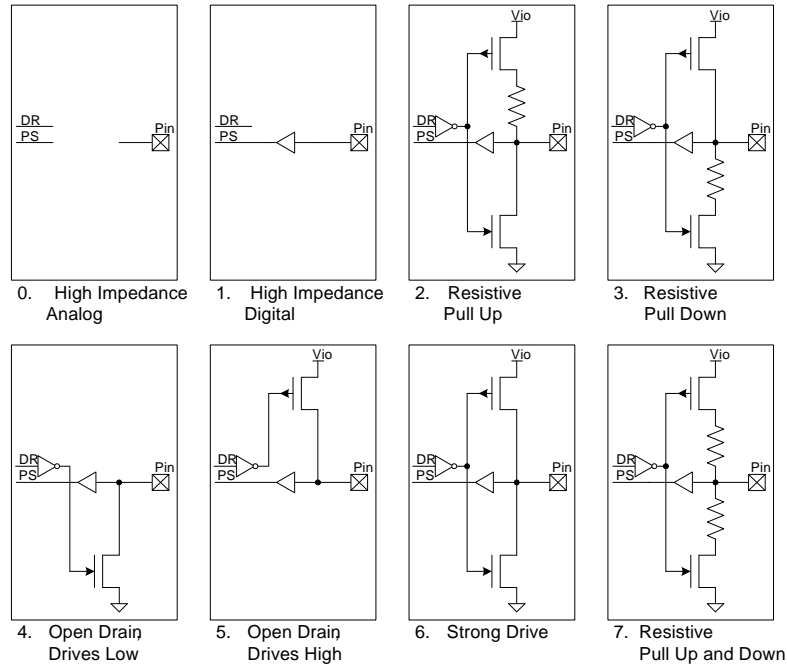 Vio
Vio
DR
PS
Pin
DR
PS
Pin
DR
PS
Pin
DR
PS
Pin
0. High Impedance
Analog
1. High Impedance
Digital
2. Resistive
Pull Up
3. Resistive
Pull Down
Vio
Vio
Vio
DR
PS
Pin
DR
PS
Pin
DR
PS
Pin
DR
PS
Pin
4. Open Drain,
Drives Low
5. Open Drain,
Drives High
6. Strong Drive
7. Resistive
Pull Up and Down